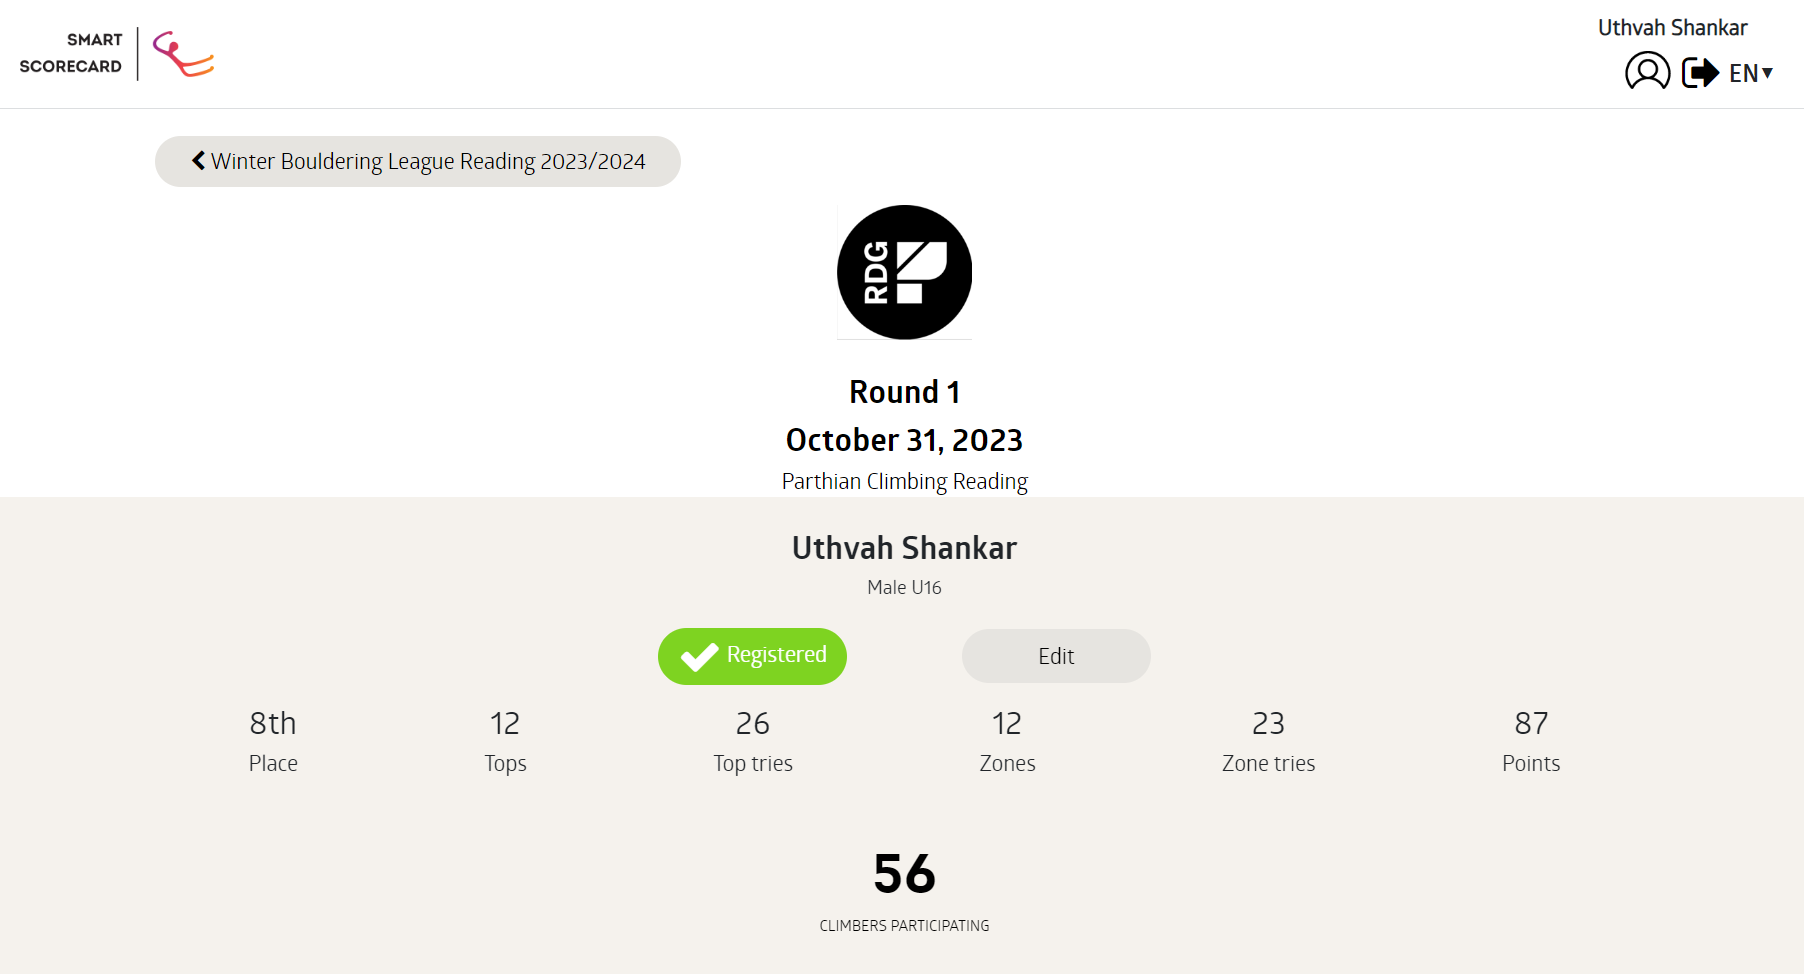 SMART
SCORECARD
Uthvah Shankar
EN
Winter Bouldering League Reading 2023/2024
RDG
Round 1
October 31, 2023
Parthian Climbing Reading
Uthvah Shankar
Male U16
Registered
Edit
8th 12 26 12 23 87
Place Tops Top tries Zones Zone tries Points
56
CLIMBERS PARTICIPATING